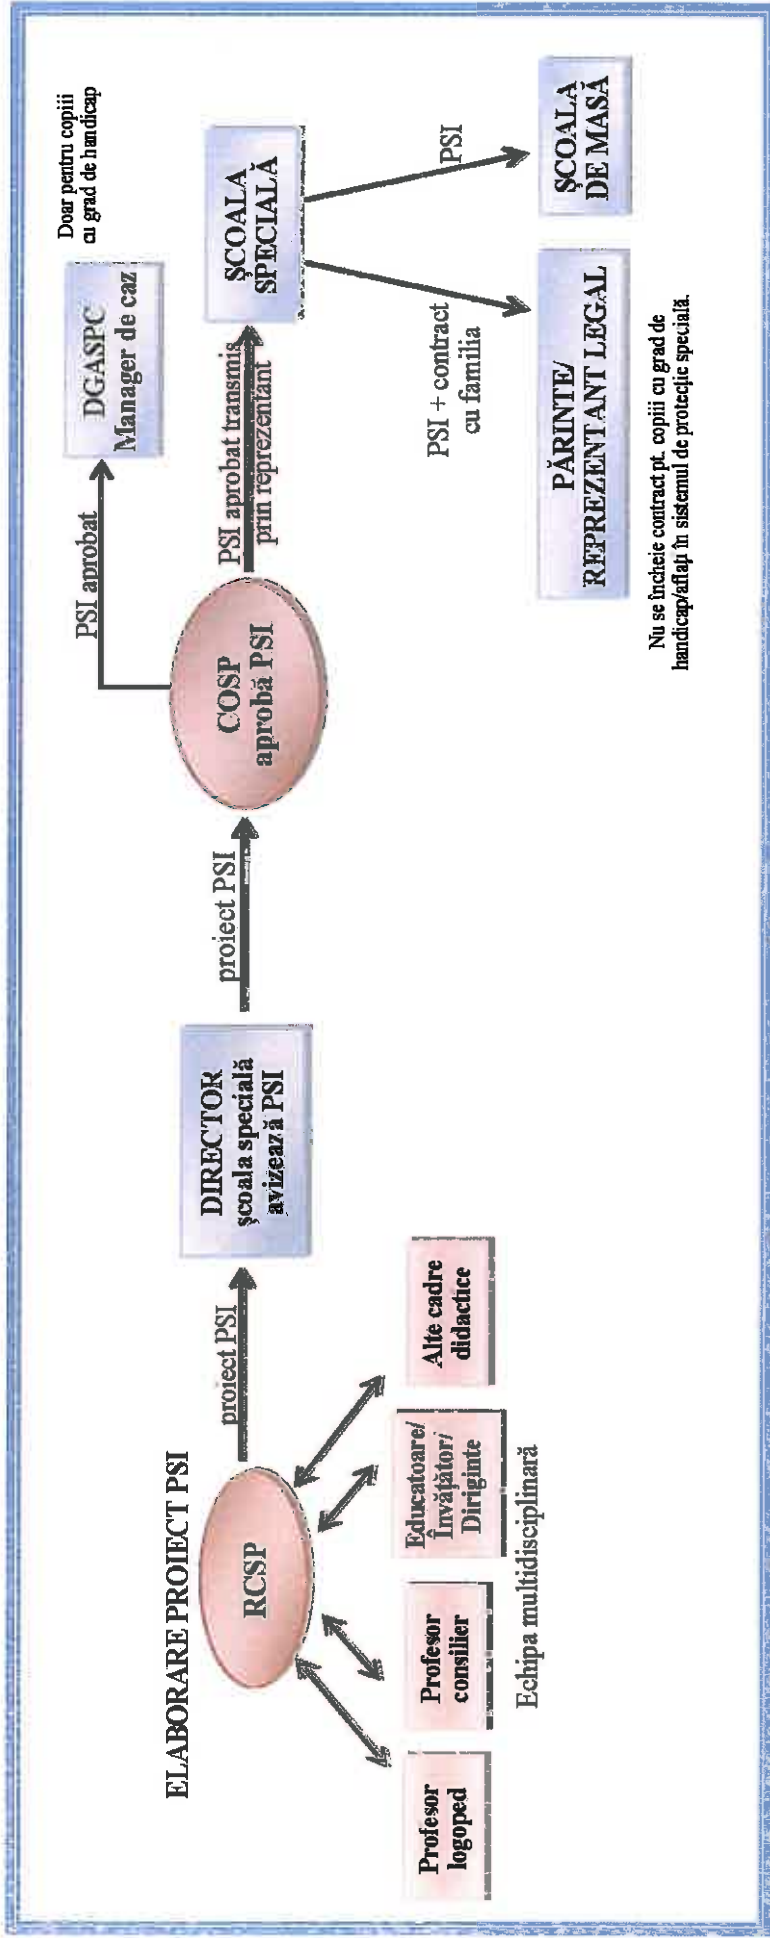 ELABORARE PROIECT PSI
RCSP
Profesor
logoped
Profesor
consilier
Educatoare/
Învățător/
Diriginte
Alte cadre
didactice
Echipa multidisciplinară
proiect PSI
DIRECTOR
școala specială
avizează PSI
proiect PSI
COSP
aprobă PSI
PSI aprobat
DGASPC
Manager de caz
Doar pentru copiii
cu grad de handicap
PSI aprobat transmis
prin reprezentant
ȘCOALA
SPECIALĂ
PSI + contract
cu familia
PSI
PĂRINTE/
REPREZENTANT LEGAL
ȘCOALA
DE MASĂ
Nu se încheie contract pt. copiii cu grad de
handicap/aflați în sistemul de protecție specială.